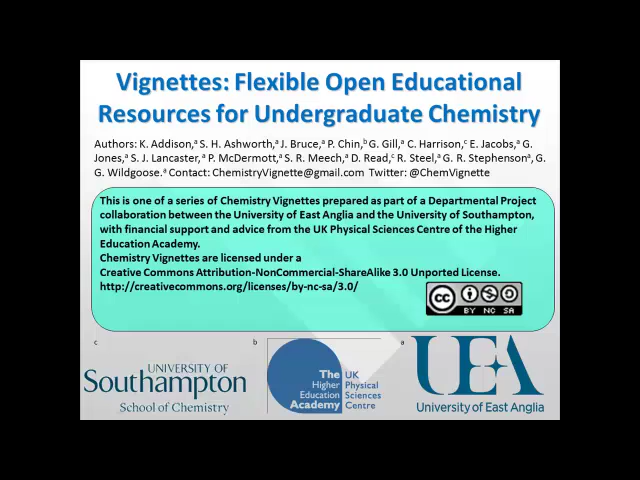 Vignettes: Flexible Open Educational
Resources for Undergraduate Chemistry
Authors: K. Addison,ᵃ S. H. Ashworth,ᵃ J. Bruce,ᵃ P. Chin,ᵇ G. Gill,ᵃ C. Harrison,ᶜ E. Jacobs,ᵃ G.
Jones,ᵃ S. J. Lancaster,ᵃ P. McDermott,ᵃ S. R. Meech,ᵃ D. Read,ᶜ R. Steel,ᵃ G. R. Stephensonᵃ, G.
G. Wildgoose.ᵃ Contact: ChemistryVignette@gmail.com Twitter: @ChemVignette
This is one of a series of Chemistry Vignettes prepared as part of a Departmental Project
collaboration between the University of East Anglia and the University of Southampton,
with financial support and advice from the UK Physical Sciences Centre of the Higher
Education Academy.
Chemistry Vignettes are licensed under a
Creative Commons Attribution-NonCommercial-ShareAlike 3.0 Unported License.
http://creativecommons.org/licenses/by-nc-sa/3.0/
cc
BY NC SA
c
UNIVERSITY OF
Southampton
School of Chemistry
b
The
Higher
Education
Academy
UK
Physical
Sciences
Centre
a
UEA
University of East Anglia